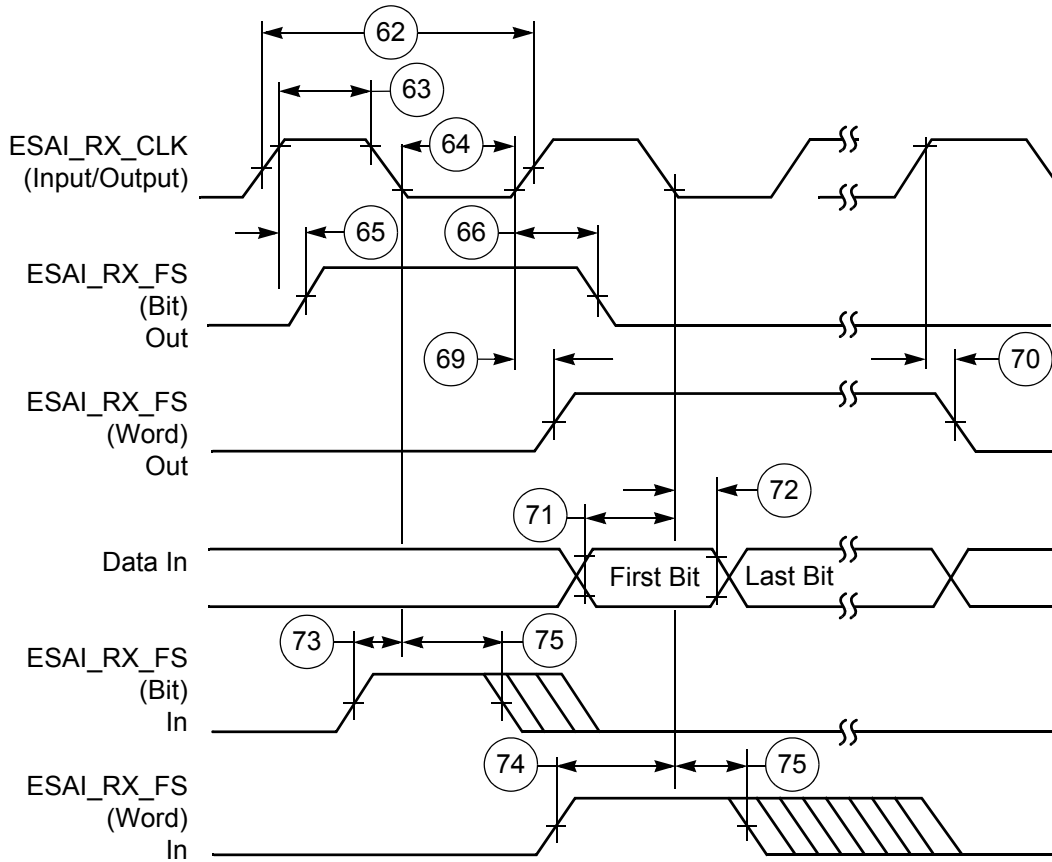 62
63
ESAI_RX_CLK
(Input/Output)
64
65
66
ESAI_RX_FS
(Bit)
Out
69
70
ESAI_RX_FS
(Word)
Out
71
72
Data In
First Bit
Last Bit
73
75
ESAI_RX_FS
(Bit)
In
74
75
ESAI_RX_FS
(Word)
In